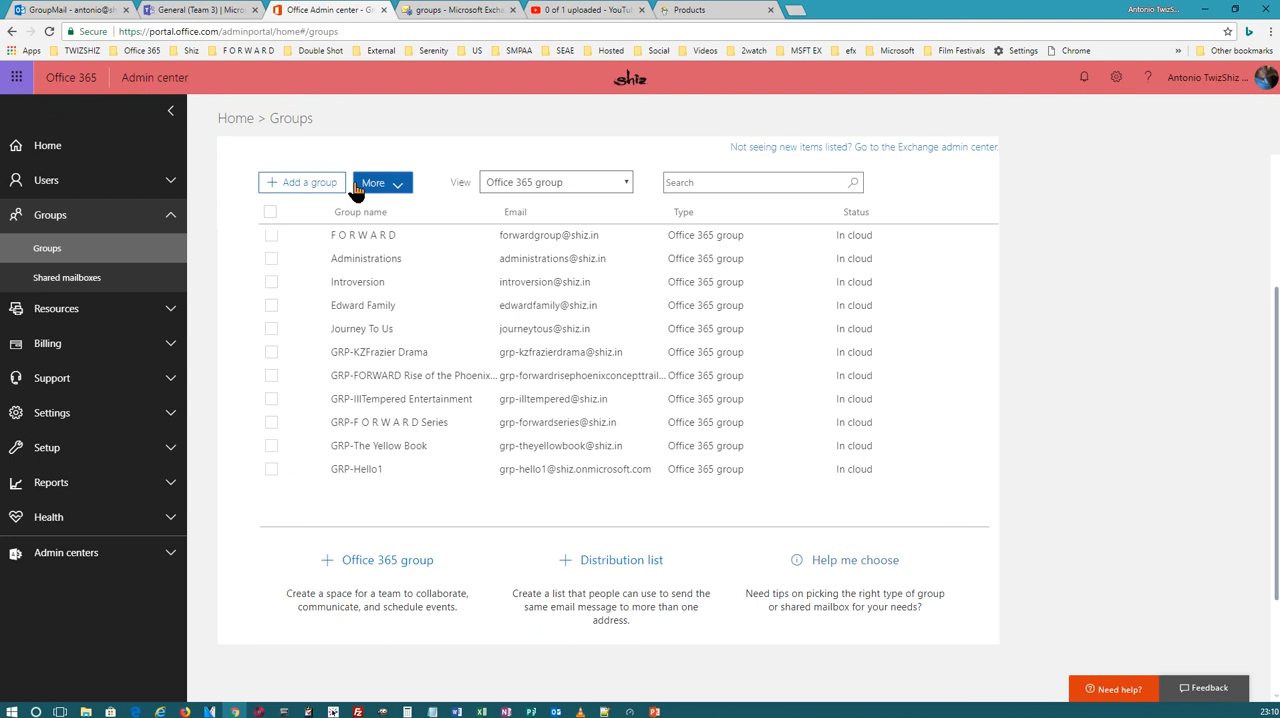 GroupMail - antonio@sh
General (Team 3) | Micros
Office Admin center - Gr
groups - Microsoft Excha
0 of 1 uploaded - YouTu
Products
Antonio TwizSh...
Secure | https://portal.office.com/adminportal/home#/groups
Apps TWIZSHIZ Office 365 Shiz F O R W A R D Double Shot External Serenity US SMPAA SEAE Hosted Social Videos 2watch MSFT EX efx Microsoft Film Festivals Settings Chrome » Other bookmarks
Office 365 Admin center shiz ? Antonio TwizShiz ...
Home > Groups
Not seeing new items listed? Go to the Exchange admin center.
Home
Users
Groups
Groups
Shared mailboxes
Resources
Billing
Support
Settings
Setup
Reports
Health
Admin centers
+ Add a group More View Office 365 group Search
Group name Email Type Status
F O R W A R D forwardgroup@shiz.in Office 365 group In cloud
Administrations administrations@shiz.in Office 365 group In cloud
Introversion introversion@shiz.in Office 365 group In cloud
Edward Family edwardfamily@shiz.in Office 365 group In cloud
Journey To Us journeytous@shiz.in Office 365 group In cloud
GRP-KZFrazier Drama grp-kzfrazierdrama@shiz.in Office 365 group In cloud
GRP-FORWARD Rise of the Phoenix... grp-forwardrisephoenixconcepttrail... Office 365 group In cloud
GRP-IllTempered Entertainment grp-illtempered@shiz.in Office 365 group In cloud
GRP-F O R W A R D Series grp-forwardseries@shiz.in Office 365 group In cloud
GRP-The Yellow Book grp-theyellowbook@shiz.in Office 365 group In cloud
GRP-Hello1 grp-hello1@shiz.onmicrosoft.com Office 365 group In cloud
+ Office 365 group
Create a space for a team to collaborate,
communicate, and schedule events.
+ Distribution list
Create a list that people can use to send the
same email message to more than one
address.
Help me choose
Need tips on picking the right type of group
or shared mailbox for your needs?
Need help? Feedback
23:10